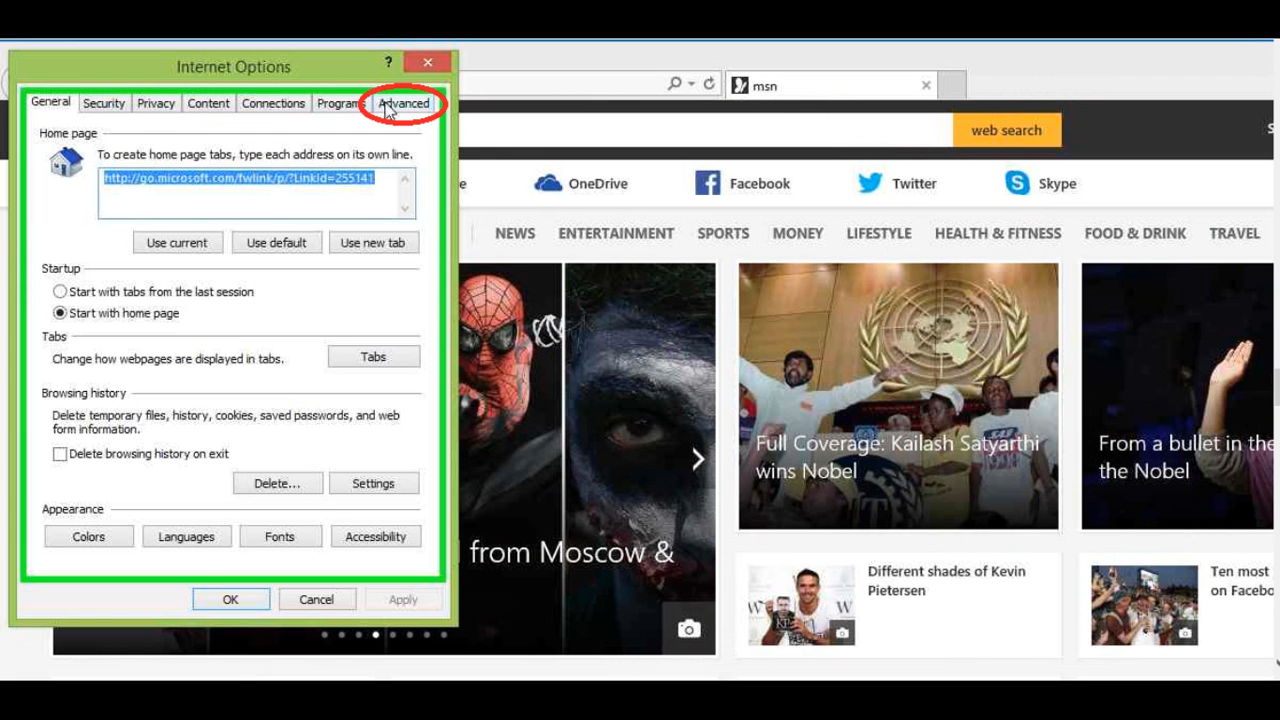 Internet Options
?
msn
General Security Privacy Content Connections Programs Advanced
Home page
To create home page tabs, type each address on its own line.
http://go.microsoft.com/fwlink/p/?LinkId=255141
Use current Use default Use new tab
Startup
Start with tabs from the last session
Start with home page
Tabs
Change how webpages are displayed in tabs.
Tabs
Browsing history
Delete temporary files, history, cookies, saved passwords, and web
form information.
Delete browsing history on exit
Delete... Settings
Appearance
Colors Languages Fonts Accessibility
OK Cancel Apply
web search
OneDrive Facebook Twitter Skype
NEWS ENTERTAINMENT SPORTS MONEY LIFESTYLE HEALTH & FITNESS FOOD & DRINK TRAVEL
from Moscow &
Full Coverage: Kailash Satyarthi
wins Nobel
From a bullet in the
the Nobel
Different shades of Kevin
Pietersen
Ten most
on Facebo